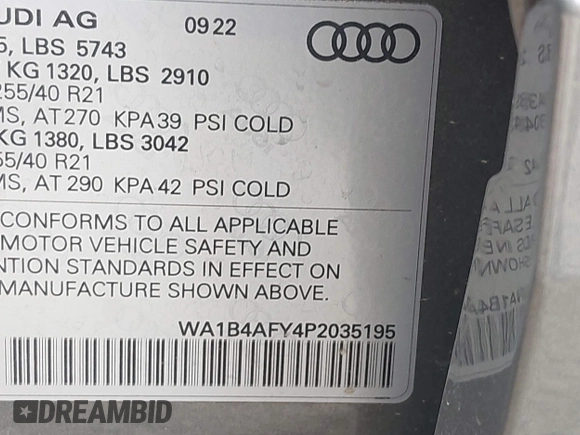 UDI AG 09.22
5, LBS 5743
KG 1320, LBS 2910
255/40 R21
MS, AT 270 KPA 39 PSI COLD
KG 1380, LBS 3042
55/40 R21
MS, AT 290 KPA 42 PSI COLD
CONFORMS TO ALL APPLICABLE
MOTOR VEHICLE SAFETY AND
NTION STANDARDS IN EFFECT ON
MANUFACTURE SHOWN ABOVE.
WA1B4AFY4P2035195
DREAMBID